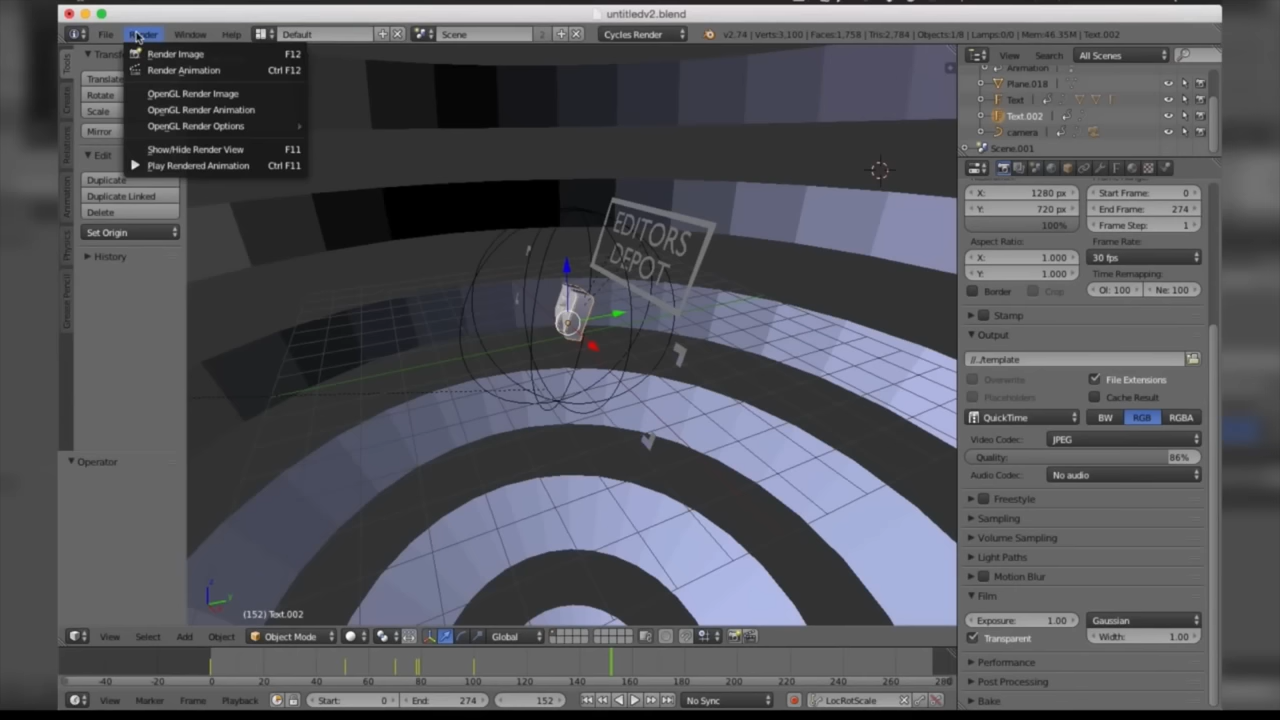 untitledv2.blend
File Render Window Help Default Scene 2 Cycles Render v2.74 | Verts:3,100 | Faces:1,758 | Tris:2,784 | Objects:1/8 | Lamps:0/0 | Mem:46.35M | Text.002
Render Image F12
Render Animation Ctrl F12
OpenGL Render Image
OpenGL Render Animation
OpenGL Render Options
Show/Hide Render View F11
Play Rendered Animation Ctrl F11
Tools
Create
Relations
Animation
Physics
Grease Pencil
Translate
Rotate
Scale
Mirror
Edit
Duplicate
Duplicate Linked
Delete
Set Origin
History
Operator
EDITORS
DEPOT
(152) Text.002
View Select Add Object Object Mode Global
-40 -20 0 20 40 60 80 100 120 140 160 180 200 220 240 260 280
View Marker Frame Playback Start: 0 End: 274 152 No Sync LocRotScale
View Search All Scenes
Animation
Plane.018
Text
Text.002
camera
Scene.001
X: 1280 px Start Frame: 0
Y: 720 px End Frame: 274
100% Frame Step: 1
Aspect Ratio: Frame Rate:
X: 1.000 30 fps
Y: 1.000 Time Remapping:
Border Crop Ol: 100 Ne: 100
Stamp
Output
//../template
Overwrite File Extensions
Placeholders Cache Result
QuickTime BW RGB RGBA
Video Codec: JPEG
Quality: 86%
Audio Codec: No audio
Freestyle
Sampling
Volume Sampling
Light Paths
Motion Blur
Film
Exposure: 1.00 Gaussian
Transparent Width: 1.00
Performance
Post Processing
Bake